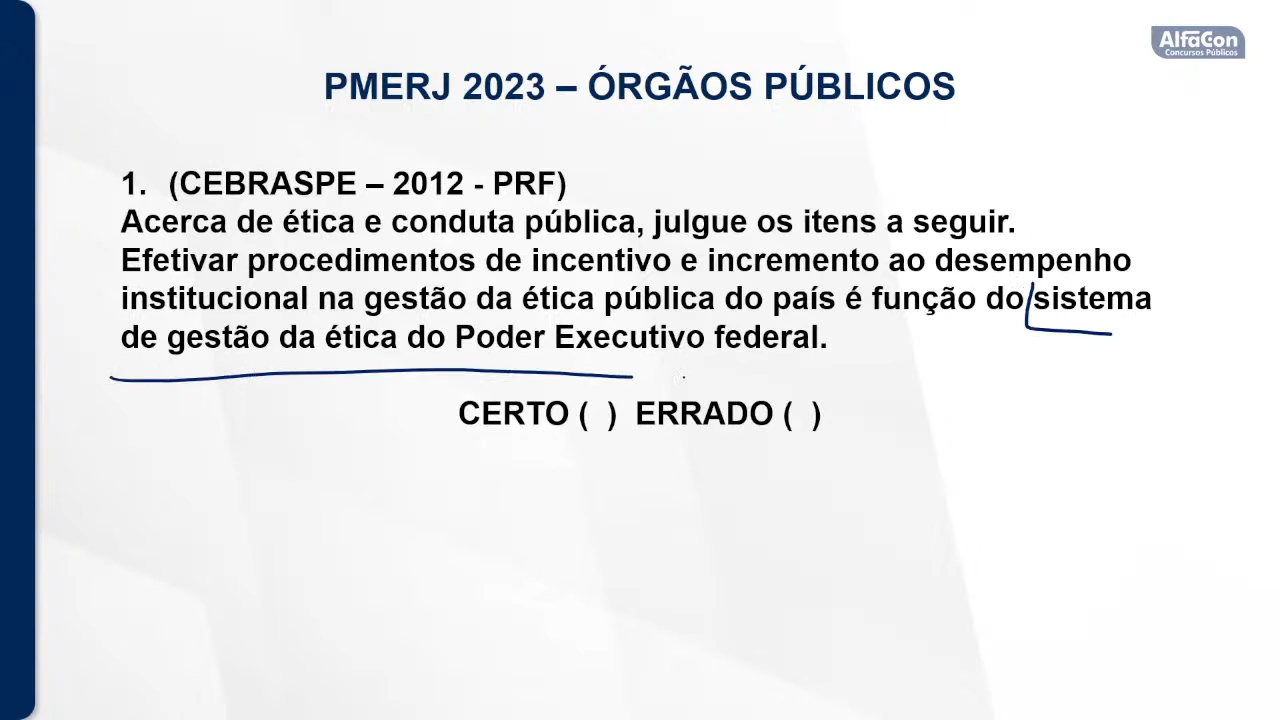 AlfaCon
Concursos Públicos
PMERJ 2023 – ÓRGÃOS PÚBLICOS
1. (CEBRASPE – 2012 - PRF)
Acerca de ética e conduta pública, julgue os itens a seguir.
Efetivar procedimentos de incentivo e incremento ao desempenho
institucional na gestão da ética pública do país é função do sistema
de gestão da ética do Poder Executivo federal.
CERTO ( ) ERRADO ( )